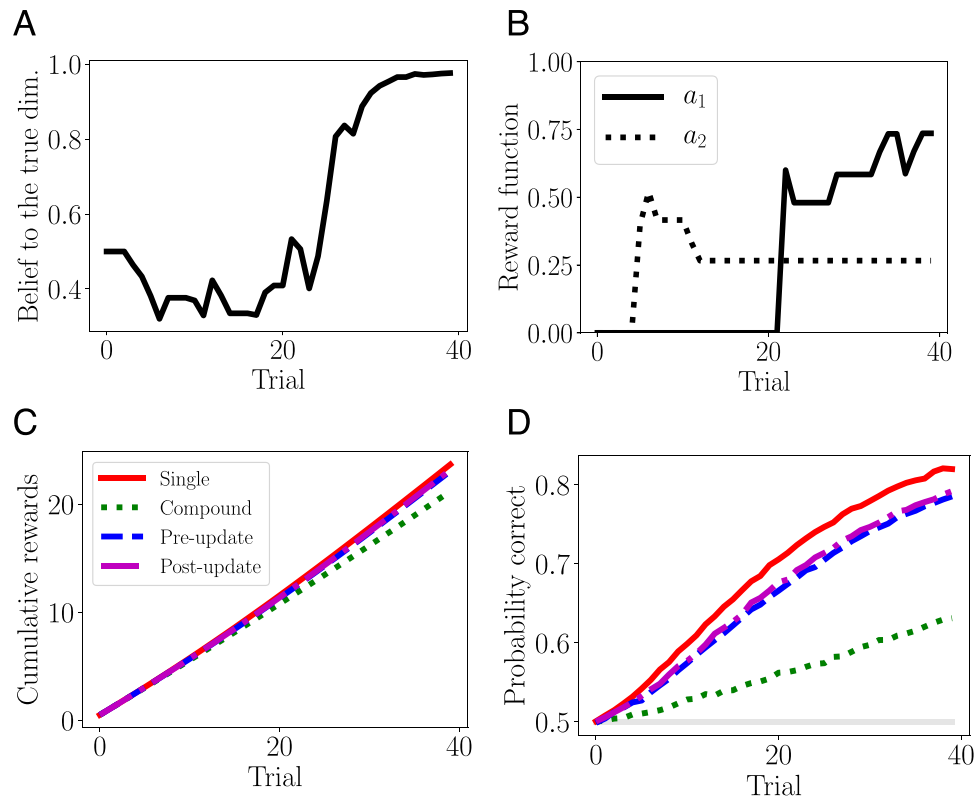 A
Belief to the true dim.
1.0
0.8
0.6
0.4
0
20
40
Trial
B
Reward function
1.00
0.75
0.50
0.25
0.00
a1
a2
0
20
40
Trial
C
Cumulative rewards
20
10
0
Single
Compound
Pre-update
Post-update
0
20
40
Trial
D
Probability correct
0.8
0.7
0.6
0.5
0
20
40
Trial